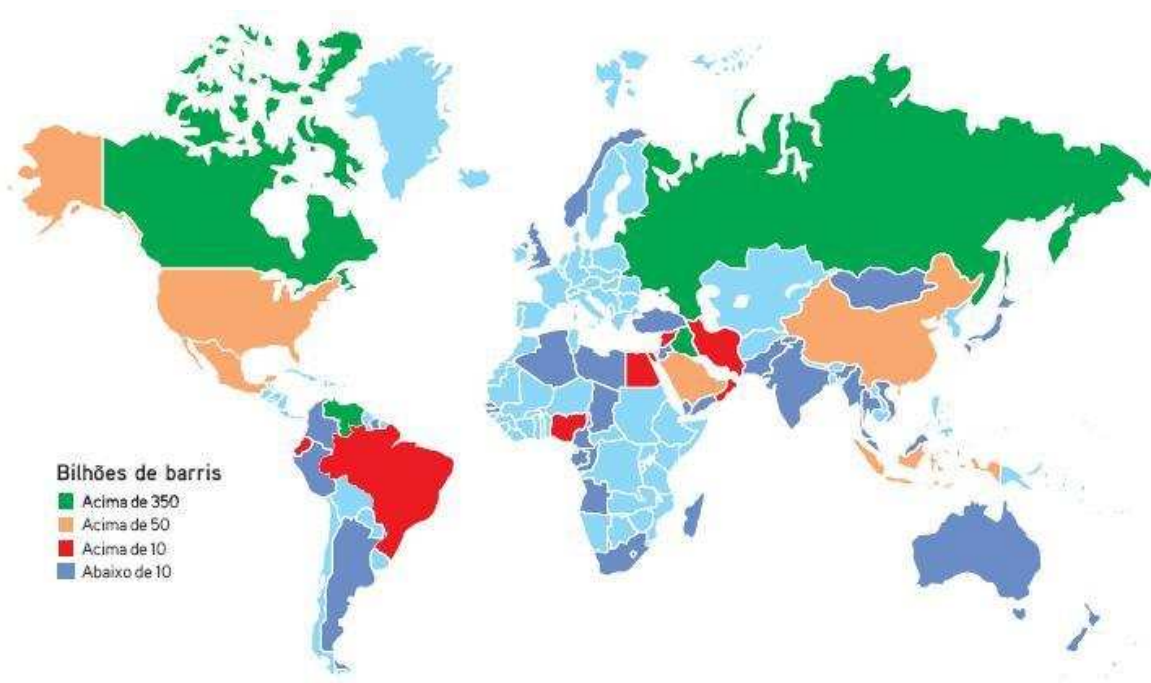 Bilhões de barris
Acima de 350
Acima de 50
Acima de 10
Abaixo de 10